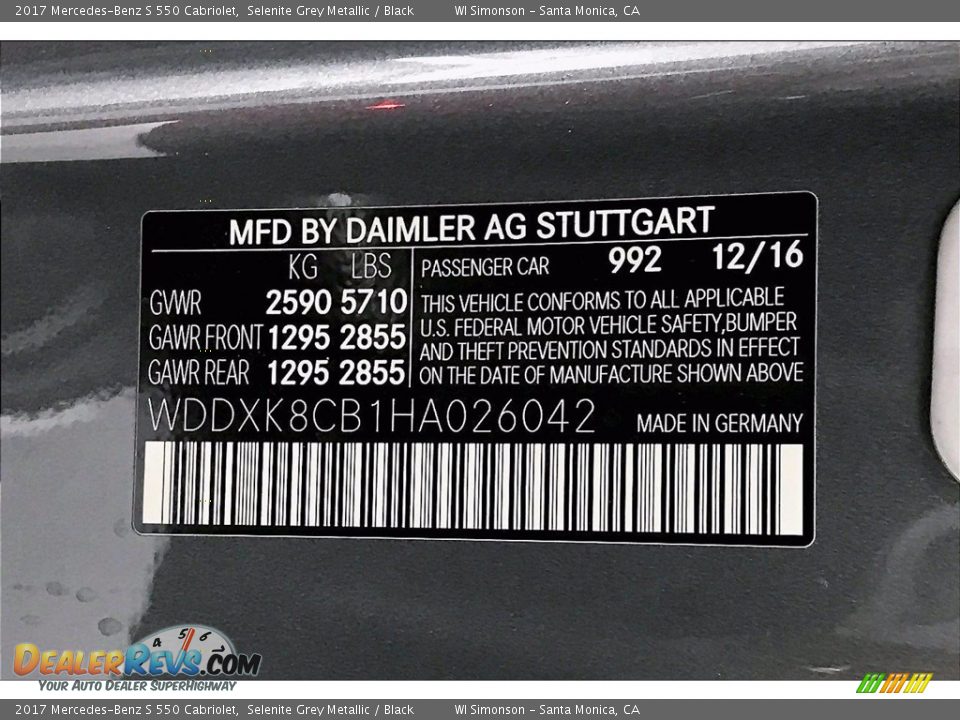 2017 Mercedes-Benz S 550 Cabriolet, Selenite Grey Metallic / Black WI Simonson - Santa Monica, CA
MFD BY DAIMLER AG STUTTGART
KG LBS
GVWR 2590 5710
GAWR FRONT 1295 2855
GAWR REAR 1295 2855
PASSENGER CAR 992 12/16
THIS VEHICLE CONFORMS TO ALL APPLICABLE
U.S. FEDERAL MOTOR VEHICLE SAFETY,BUMPER
AND THEFT PREVENTION STANDARDS IN EFFECT
ON THE DATE OF MANUFACTURE SHOWN ABOVE
WDDXK8CB1HA026042 MADE IN GERMANY
4 5 6
DEALERREVS.COM
YOUR AUTO DEALER SUPERHIGHWAY
2017 Mercedes-Benz S 550 Cabriolet, Selenite Grey Metallic / Black WI Simonson - Santa Monica, CA